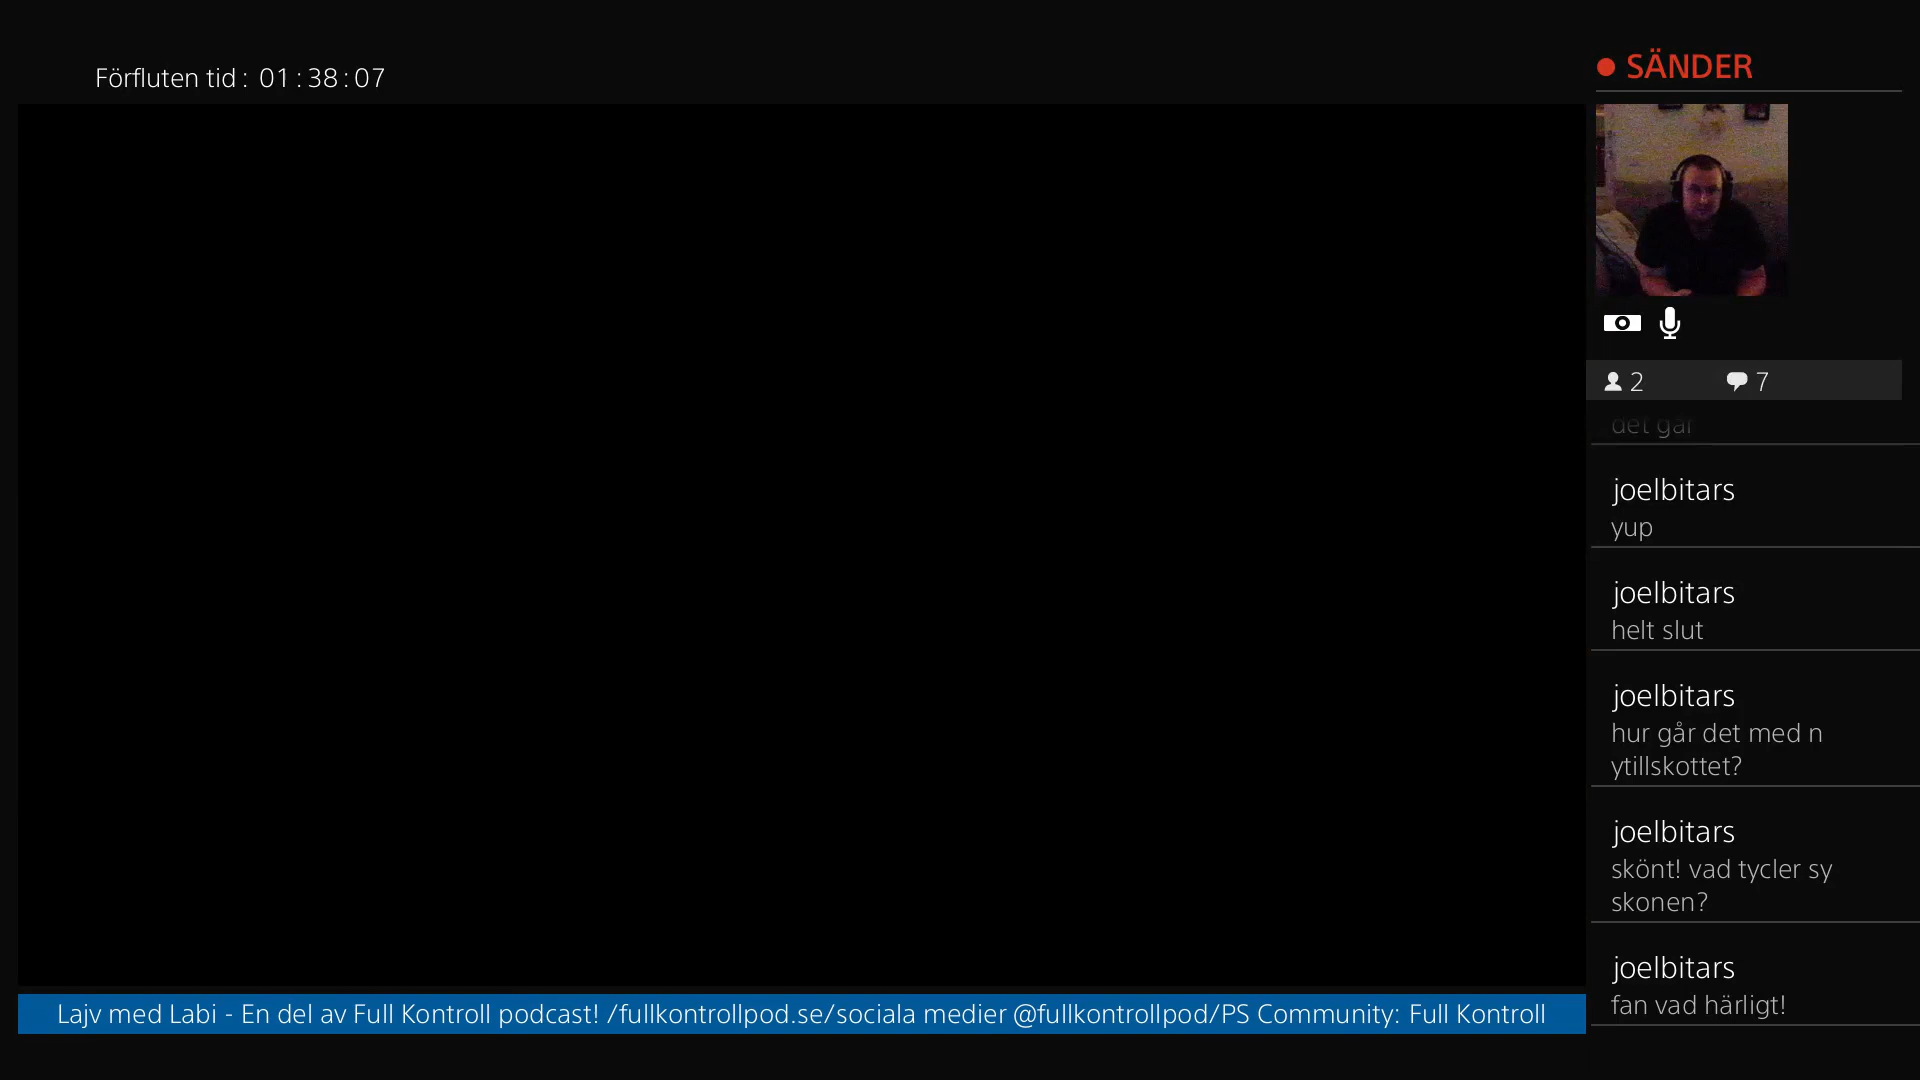 Förfluten tid : 01 : 38 : 07
SÄNDER
2
7
det går
joelbitars
yup
joelbitars
helt slut
joelbitars
hur går det med n
ytillskottet?
joelbitars
skönt! vad tycler sy
skonen?
joelbitars
fan vad härligt!
Lajv med Labi - En del av Full Kontroll podcast! /fullkontrollpod.se/sociala medier @fullkontrollpod/PS Community: Full Kontroll